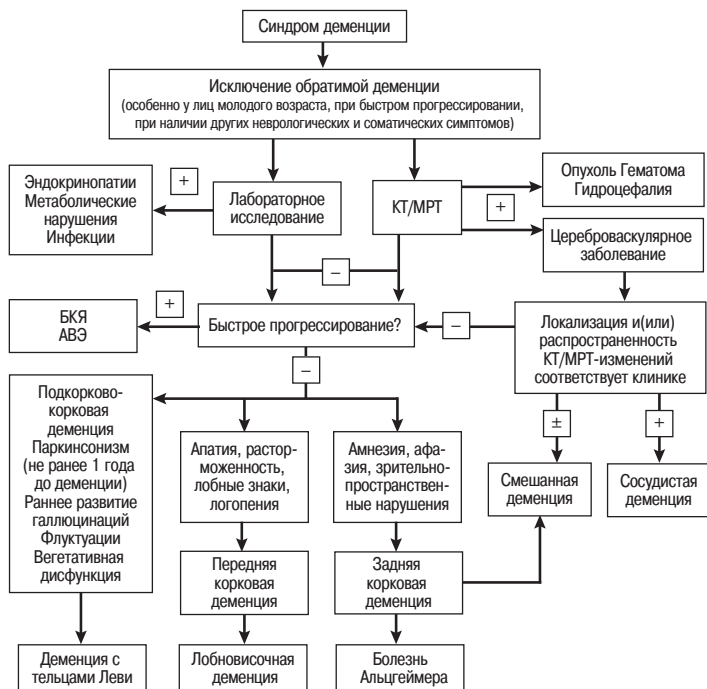 Синдром деменции
Исключение обратимой деменции
(особенно у лиц молодого возраста, при быстром прогрессировании,
при наличии других неврологических и соматических симптомов)
Эндокринопатии
Метаболические
нарушения
Инфекции
+
Лабораторное
исследование
КТ/МРТ
+
Опухоль Гематома
Гидроцефалия
Цереброваскулярное
заболевание
–
БКЯ
АВЭ
+
Быстрое прогрессирование?
–
Локализация и(или)
распространенность
КТ/МРТ-изменений
соответствует клинике
–
±
+
Подкорково-
корковая
деменция
Паркинсонизм
(не ранее 1 года
до деменции)
Раннее развитие
галлюцинаций
Флуктуации
Вегетативная
дисфункция
Апатия, растор-
моженность,
лобные знаки,
логопения
Амнезия, афа-
зия, зрительно-
пространствен-
ные нарушения
Смешанная
деменция
Сосудистая
деменция
Передняя
корковая
деменция
Задняя
корковая
деменция
Деменция с
тельцами Леви
Лобновисочная
деменция
Болезнь
Альцгеймера